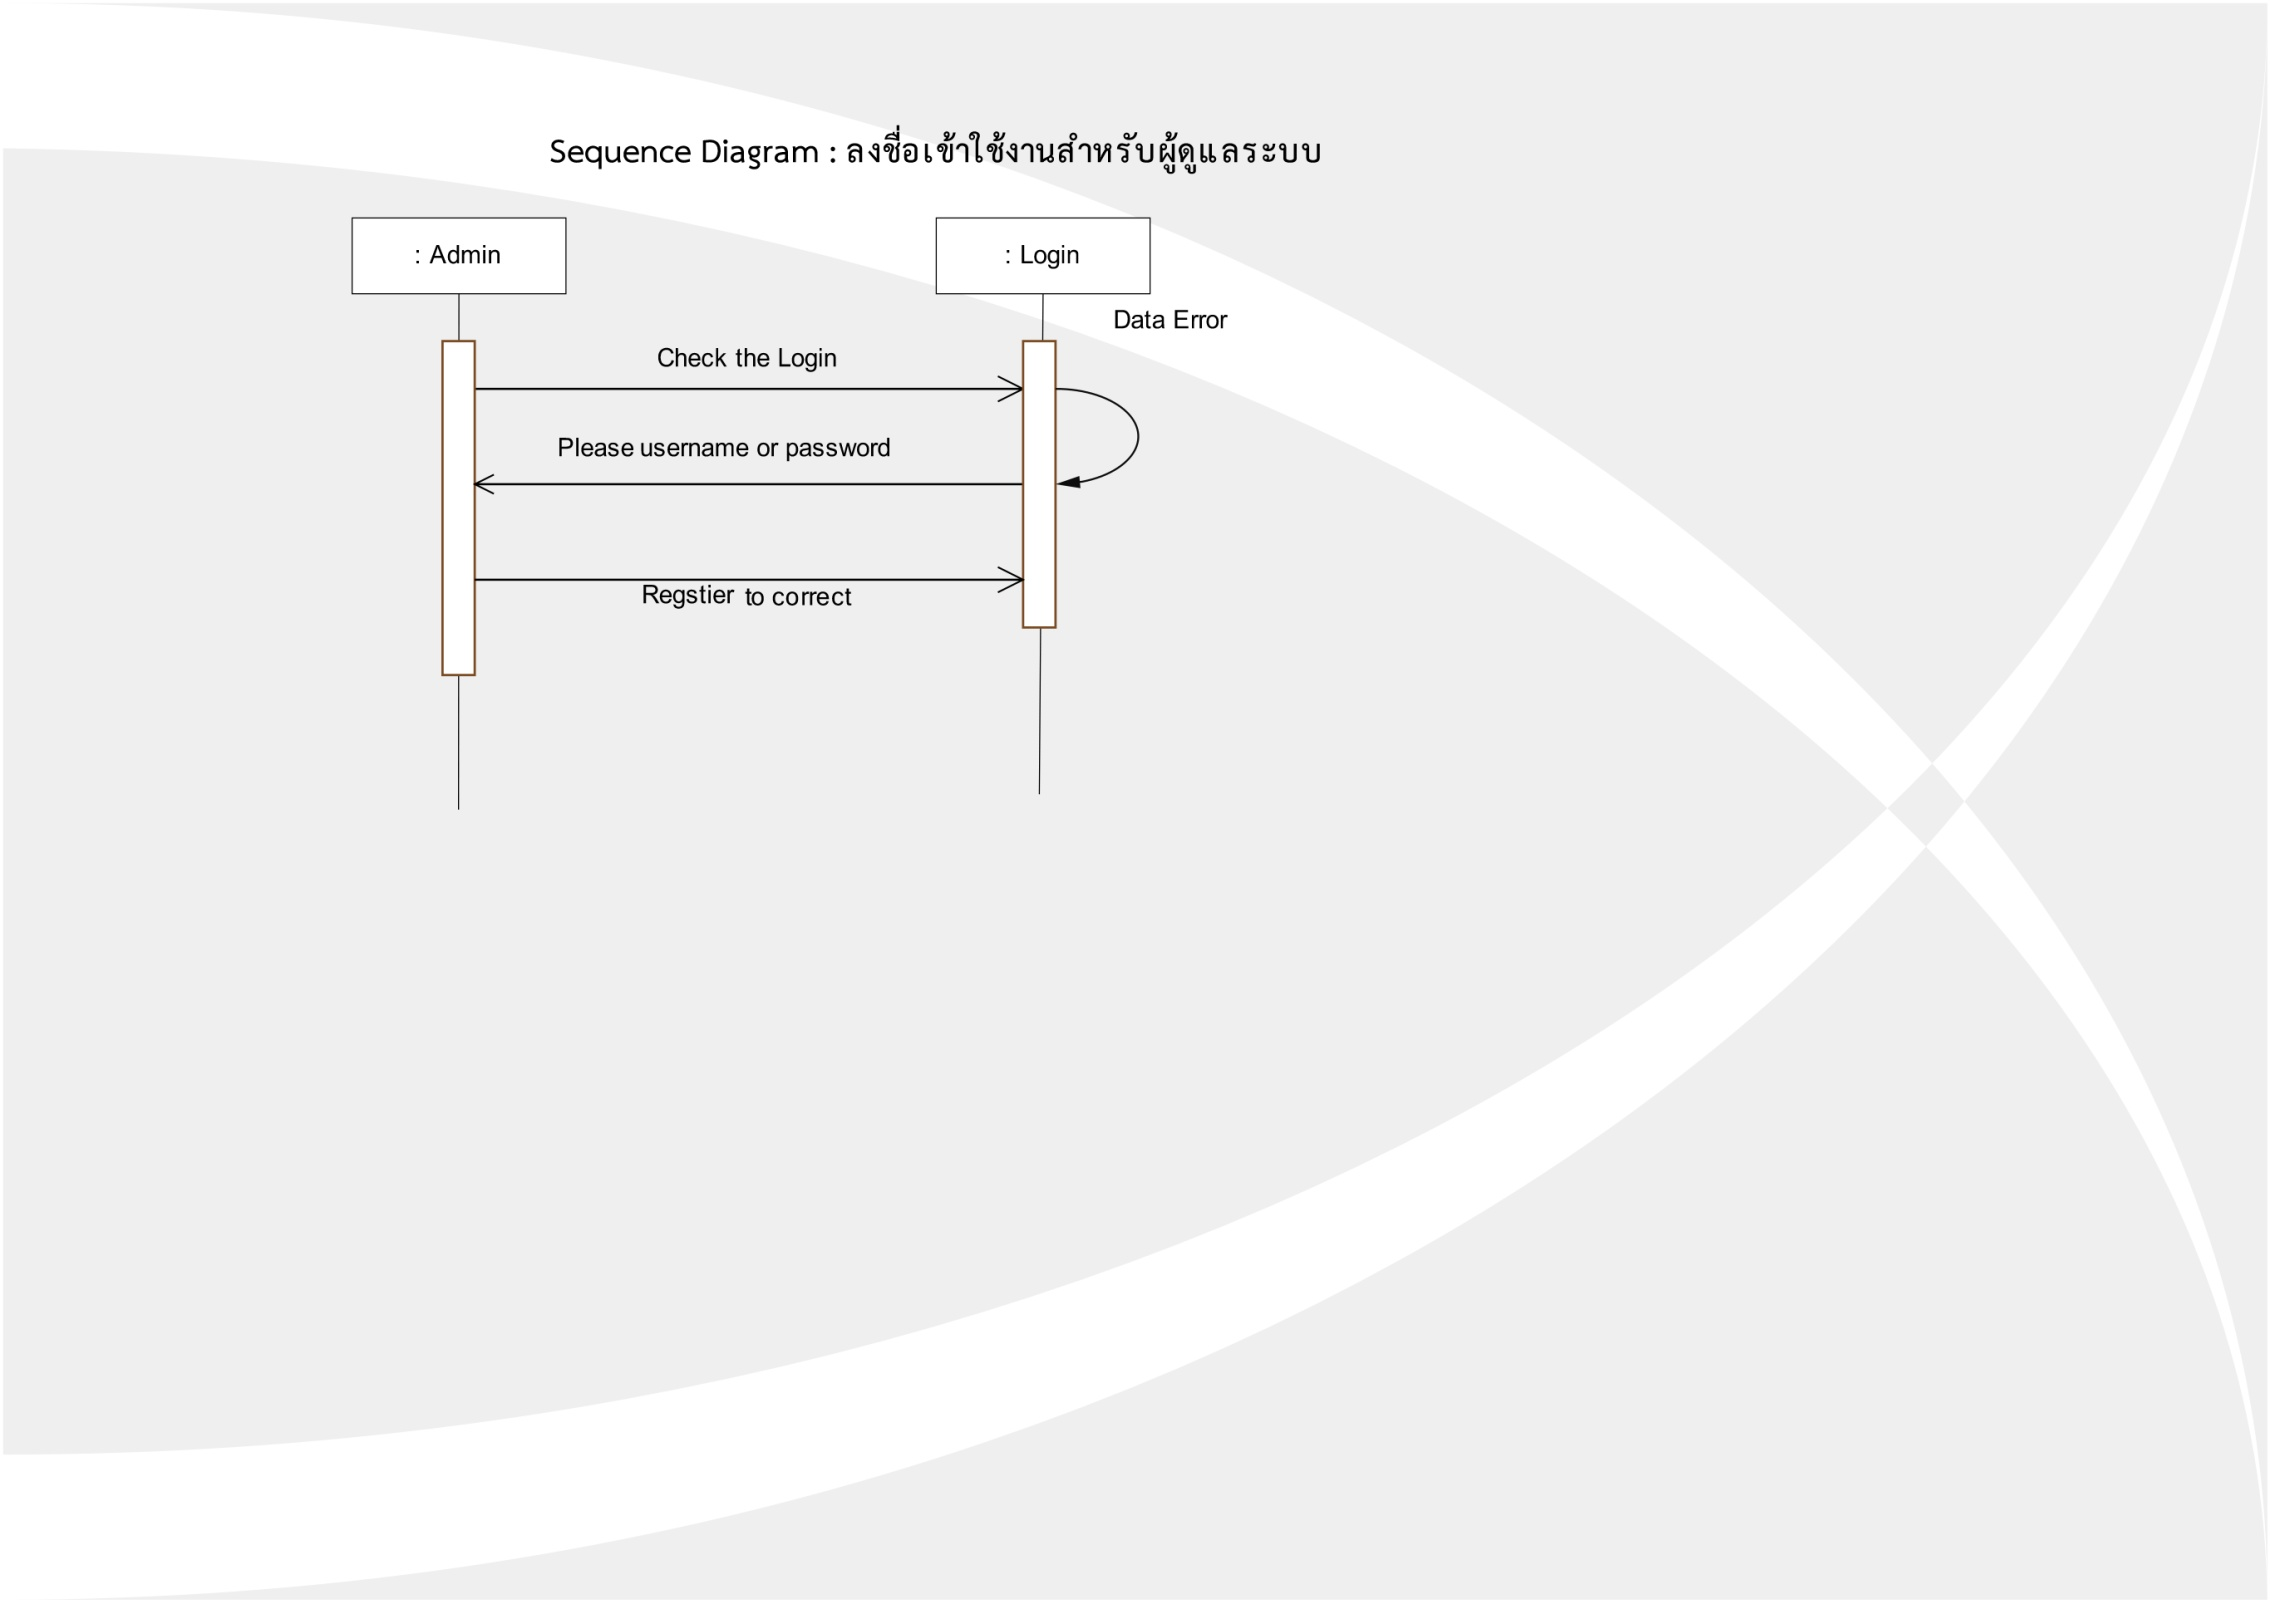 Sequence Diagram : ลงชื่อเข้าใช้งานสำหรับผู้ดูแลระบบ
: Admin
: Login
Data Error
Check the Login
Please username or password
Regstier to correct